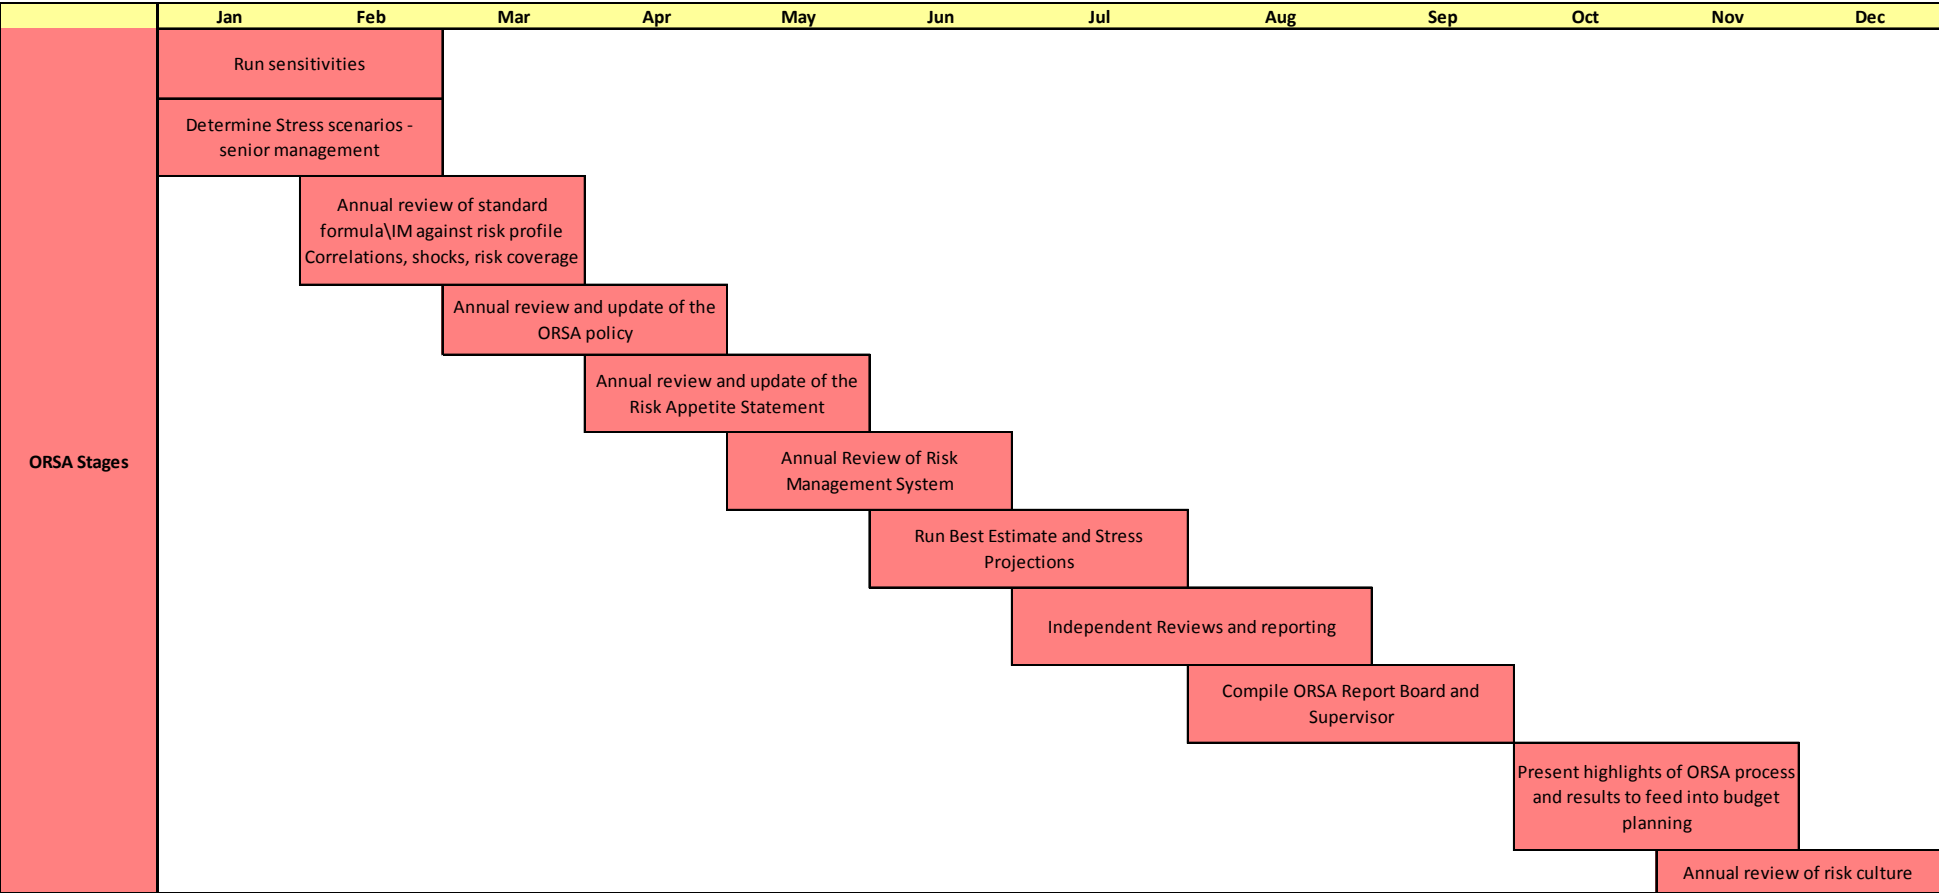 Jan Feb Mar Apr May Jun Jul Aug Sep Oct Nov Dec
ORSA Stages
Run sensitivities
Determine Stress scenarios -
senior management
Annual review of standard
formula\IM against risk profile
Correlations, shocks, risk coverage
Annual review and update of the
ORSA policy
Annual review and update of the
Risk Appetite Statement
Annual Review of Risk
Management System
Run Best Estimate and Stress
Projections
Independent Reviews and reporting
Compile ORSA Report Board and
Supervisor
Present highlights of ORSA process
and results to feed into budget
planning
Annual review of risk culture